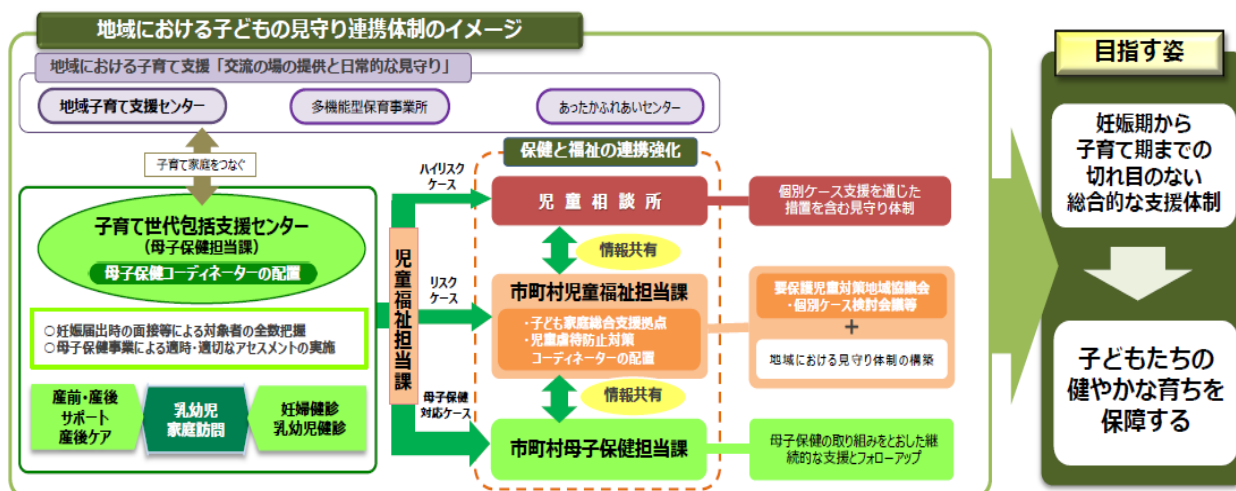 地域における子どもの見守り連携体制のイメージ
地域における子育て支援「交流の場の提供と日常的な見守り」
地域子育て支援センター
多機能型保育事業所
あったかふれあいセンター
子育て家庭をつなぐ
子育て世代包括支援センター
(母子保健担当課)
母子保健コーディネーターの配置
○妊娠届出時の面接等による対象者の全数把握
○母子保健事業による適時・適切なアセスメントの実施
産前・産後
サポート
産後ケア
乳幼児
家庭訪問
妊婦健診
乳幼児健診
児童福祉担当課
ハイリスク
ケース
リスク
ケース
母子保健
対応ケース
保健と福祉の連携強化
児童相談所
情報共有
市町村児童福祉担当課
・子ども家庭総合支援拠点
・児童虐待防止対策
コーディネーターの配置
情報共有
市町村母子保健担当課
個別ケース支援を通じた
措置を含む見守り体制
要保護児童対策地域協議会
・個別ケース検討会議等
+
地域における見守り体制の構築
母子保健の取り組みをとおした継
続的な支援とフォローアップ
目指す姿
妊娠期から
子育て期までの
切れ目のない
総合的な支援体制
子どもたちの
健やかな育ちを
保障する